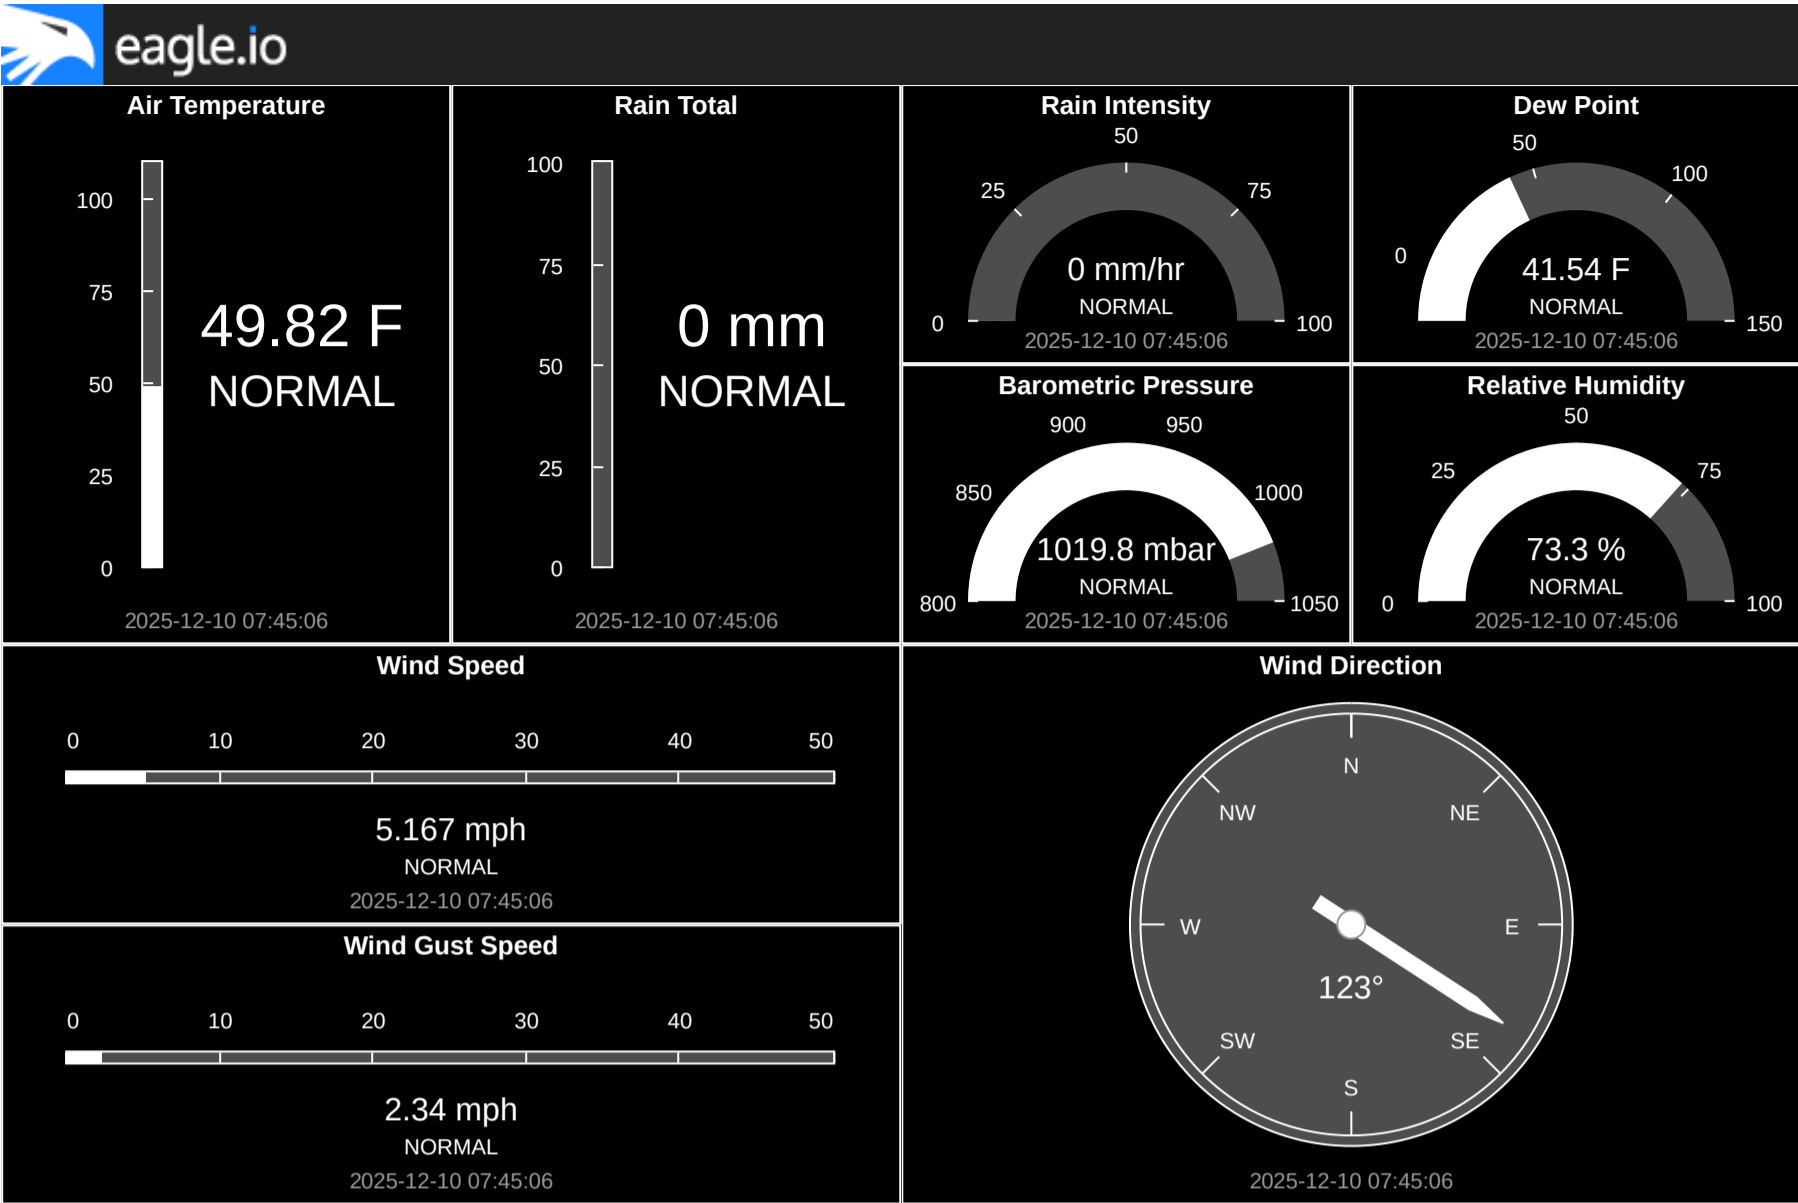 eagle.io
Air Temperature
100
75
50
25
0
49.82 F
NORMAL
2025-12-10 07:45:06
Rain Total
100
75
50
25
0
0 mm
NORMAL
2025-12-10 07:45:06
Rain Intensity
0
25
50
75
100
0 mm/hr
NORMAL
2025-12-10 07:45:06
Dew Point
0
50
100
150
41.54 F
NORMAL
2025-12-10 07:45:06
Barometric Pressure
800
850
900
950
1000
1050
1019.8 mbar
NORMAL
2025-12-10 07:45:06
Relative Humidity
0
25
50
75
100
73.3 %
NORMAL
2025-12-10 07:45:06
Wind Speed
0 10 20 30 40 50
5.167 mph
NORMAL
2025-12-10 07:45:06
Wind Gust Speed
0 10 20 30 40 50
2.34 mph
NORMAL
2025-12-10 07:45:06
Wind Direction
N
NW NE
W E
123°
SW SE
S
2025-12-10 07:45:06